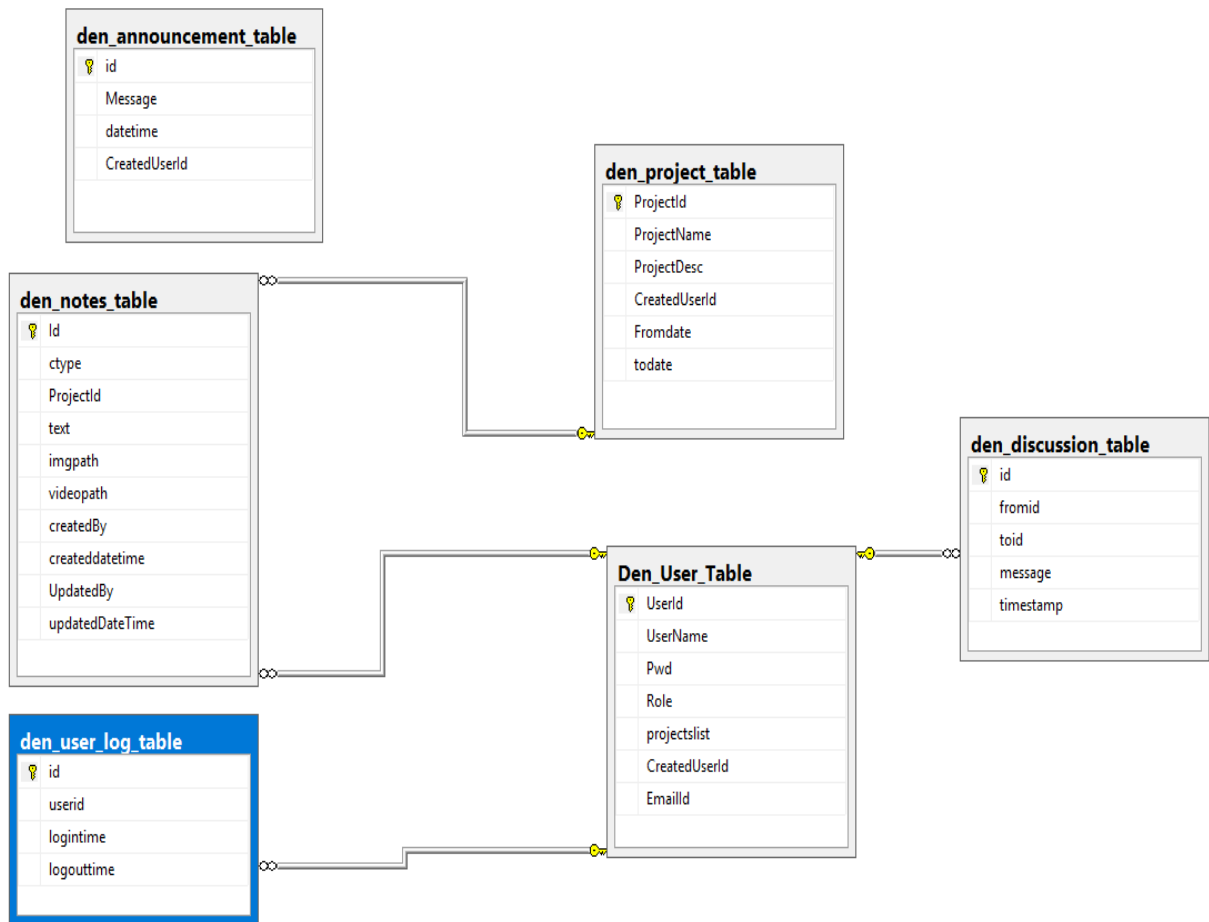 den_announcement_table
id
Message
datetime
CreatedUserId
den_project_table
ProjectId
ProjectName
ProjectDesc
CreatedUserId
Fromdate
todate
den_notes_table
Id
ctype
ProjectId
text
imgpath
videopath
createdBy
createddatetime
UpdatedBy
updatedDateTime
den_discussion_table
id
fromid
toid
message
timestamp
Den_User_Table
UserId
UserName
Pwd
Role
projectslist
CreatedUserId
EmailId
den_user_log_table
id
userid
logintime
logouttime